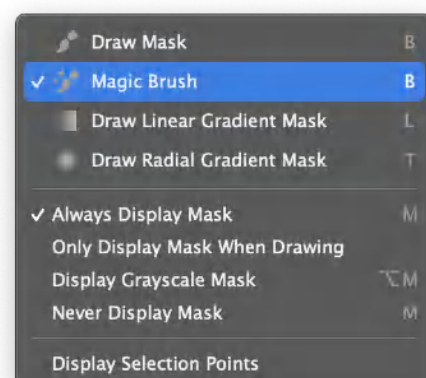 Draw Mask B
✓ Magic Brush B
Draw Linear Gradient Mask L
Draw Radial Gradient Mask T
✓ Always Display Mask M
Only Display Mask When Drawing
Display Grayscale Mask ⌥M
Never Display Mask M
Display Selection Points